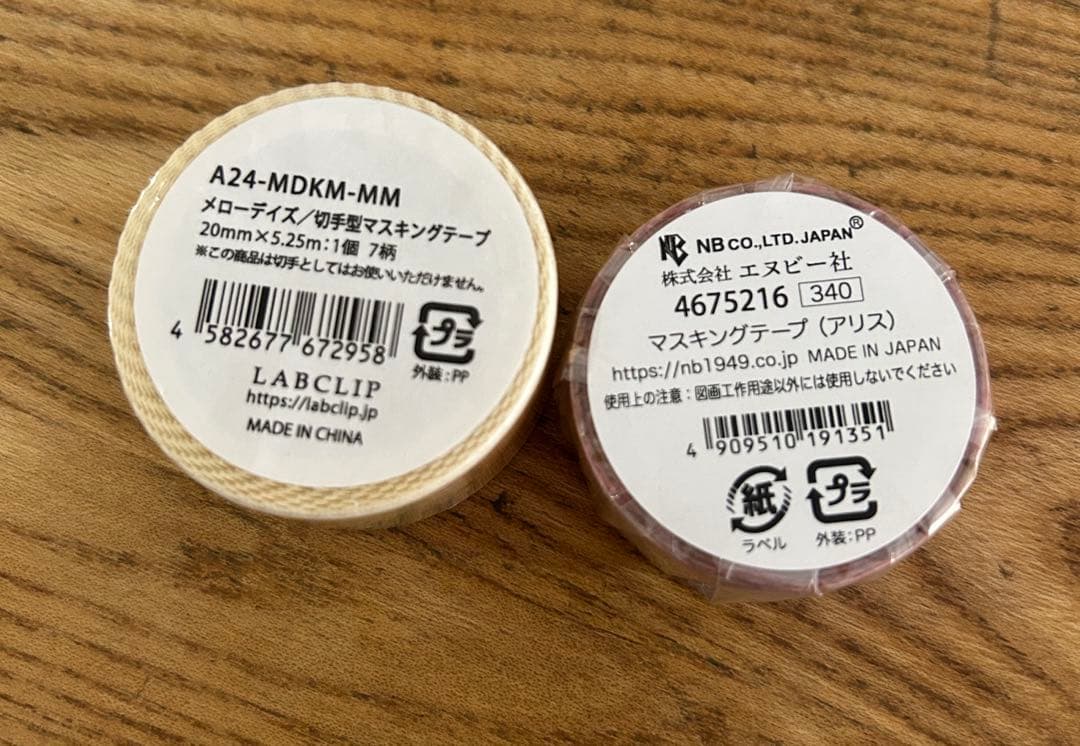 A24-MDKM-MM
メローデイズ／切手型マスキングテープ
20mm×5.25m：1個 7柄
※この商品は切手としてはお使いいただけません。
4 582677 672958
プラ
外装：PP
LABCLIP
https://labclip.jp
MADE IN CHINA
NB CO.,LTD.JAPAN®
株式会社 エヌビー社
4675216 340
マスキングテープ（アリス）
https://nb1949.co.jp MADE IN JAPAN
使用上の注意：図画工作用途以外には使用しないでください
4 909510 191351
紙 プラ
ラベル 外装：PP